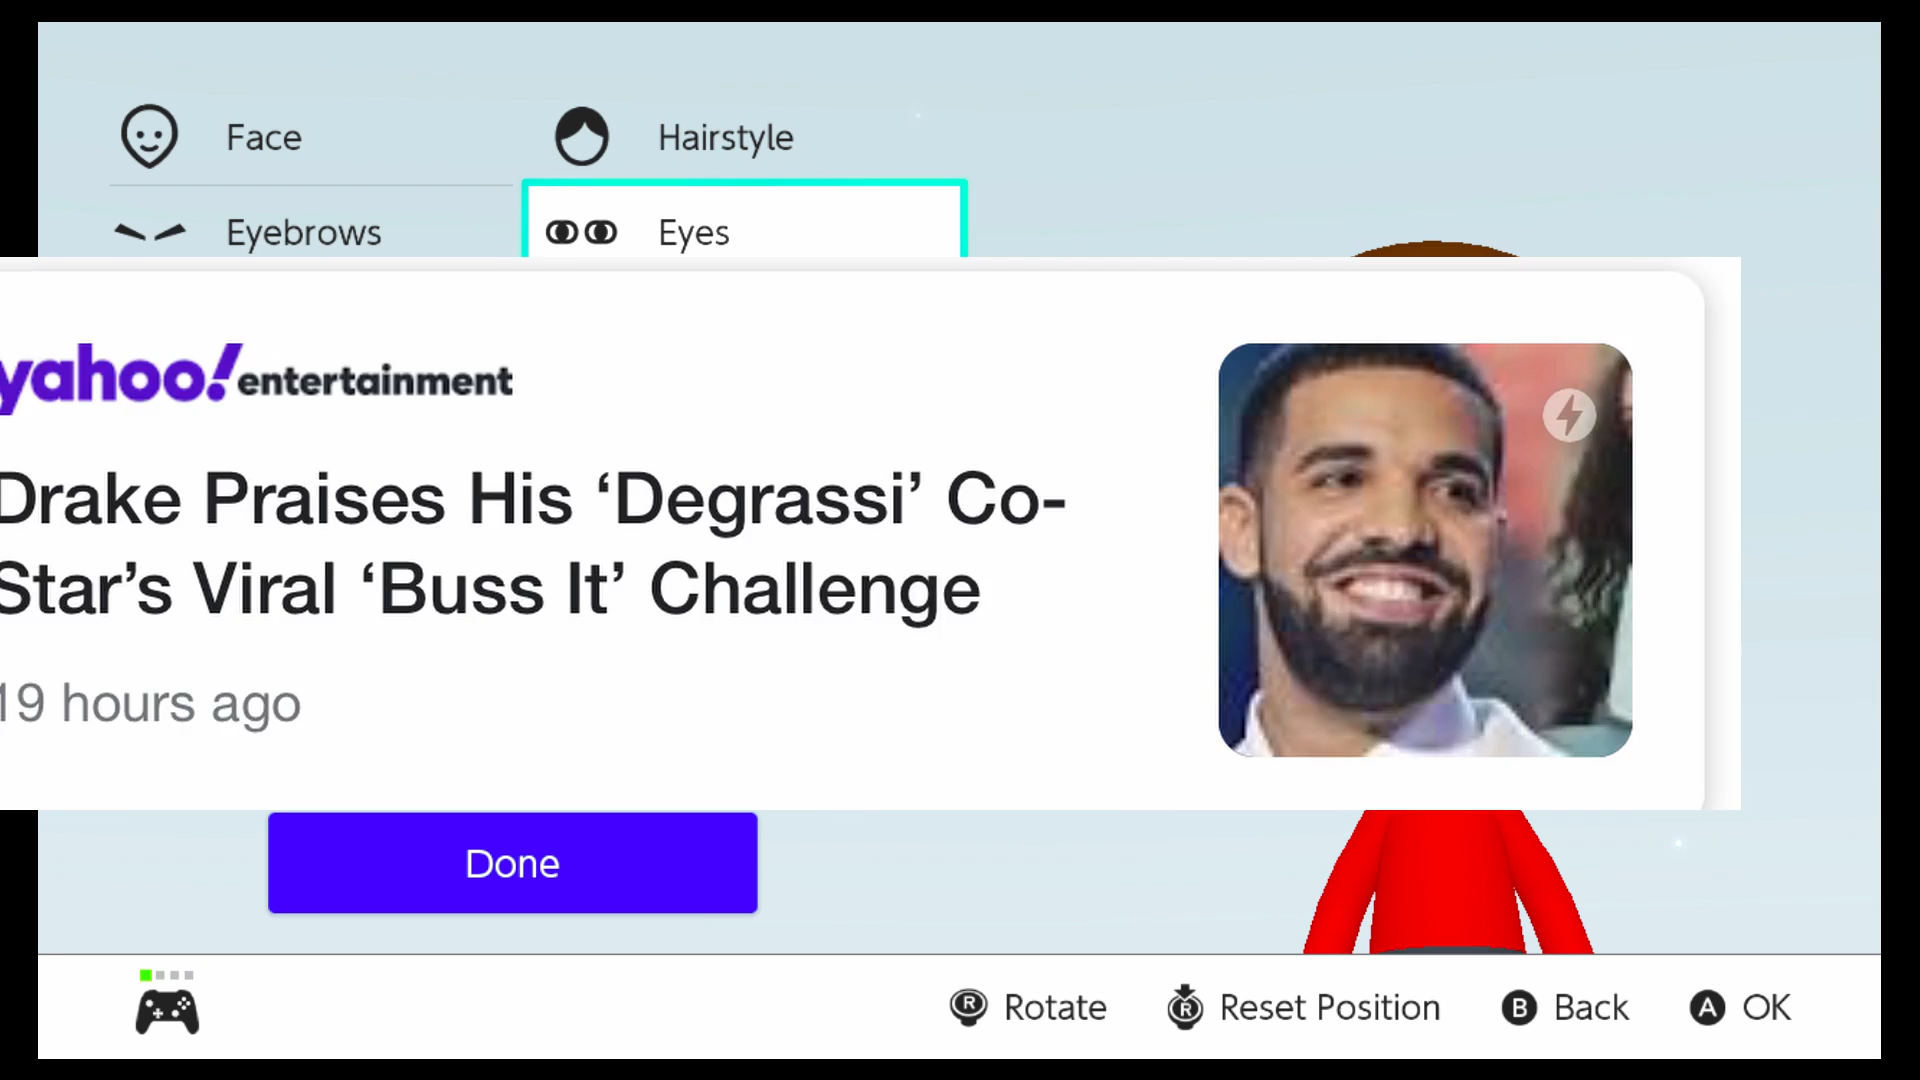 Face
Hairstyle
Eyebrows
Eyes
yahoo!entertainment
Drake Praises His ‘Degrassi’ Co-
Star’s Viral ‘Buss It’ Challenge
19 hours ago
Done
R Rotate
R Reset Position
B Back
A OK